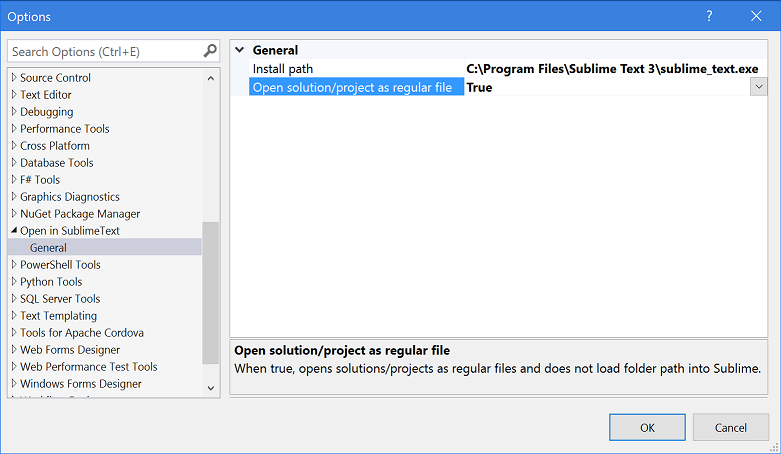 Options
?
Search Options (Ctrl+E)
Source Control
Text Editor
Debugging
Performance Tools
Cross Platform
Database Tools
F# Tools
Graphics Diagnostics
NuGet Package Manager
Open in SublimeText
General
PowerShell Tools
Python Tools
SQL Server Tools
Text Templating
Tools for Apache Cordova
Web Forms Designer
Web Performance Test Tools
Windows Forms Designer
General
Install path C:\Program Files\Sublime Text 3\sublime_text.exe
Open solution/project as regular file True
Open solution/project as regular file
When true, opens solutions/projects as regular files and does not load folder path into Sublime.
OK Cancel